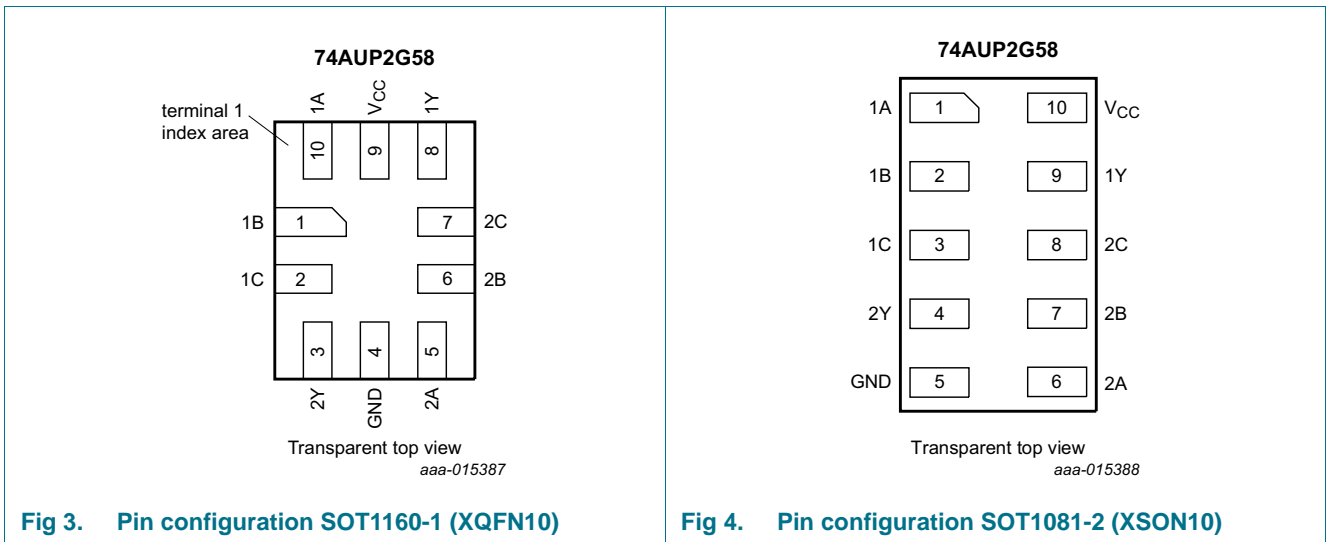 74AUP2G58
terminal 1
index area
1A
VCC
1Y
10
9
8
1B
1
7
2C
1C
2
6
2B
3
4
5
2Y
GND
2A
Transparent top view
aaa-015387
Fig 3. Pin configuration SOT1160-1 (XQFN10)
74AUP2G58
1A 1 10 VCC
1B 2 9 1Y
1C 3 8 2C
2Y 4 7 2B
GND 5 6 2A
Transparent top view
aaa-015388
Fig 4. Pin configuration SOT1081-2 (XSON10)